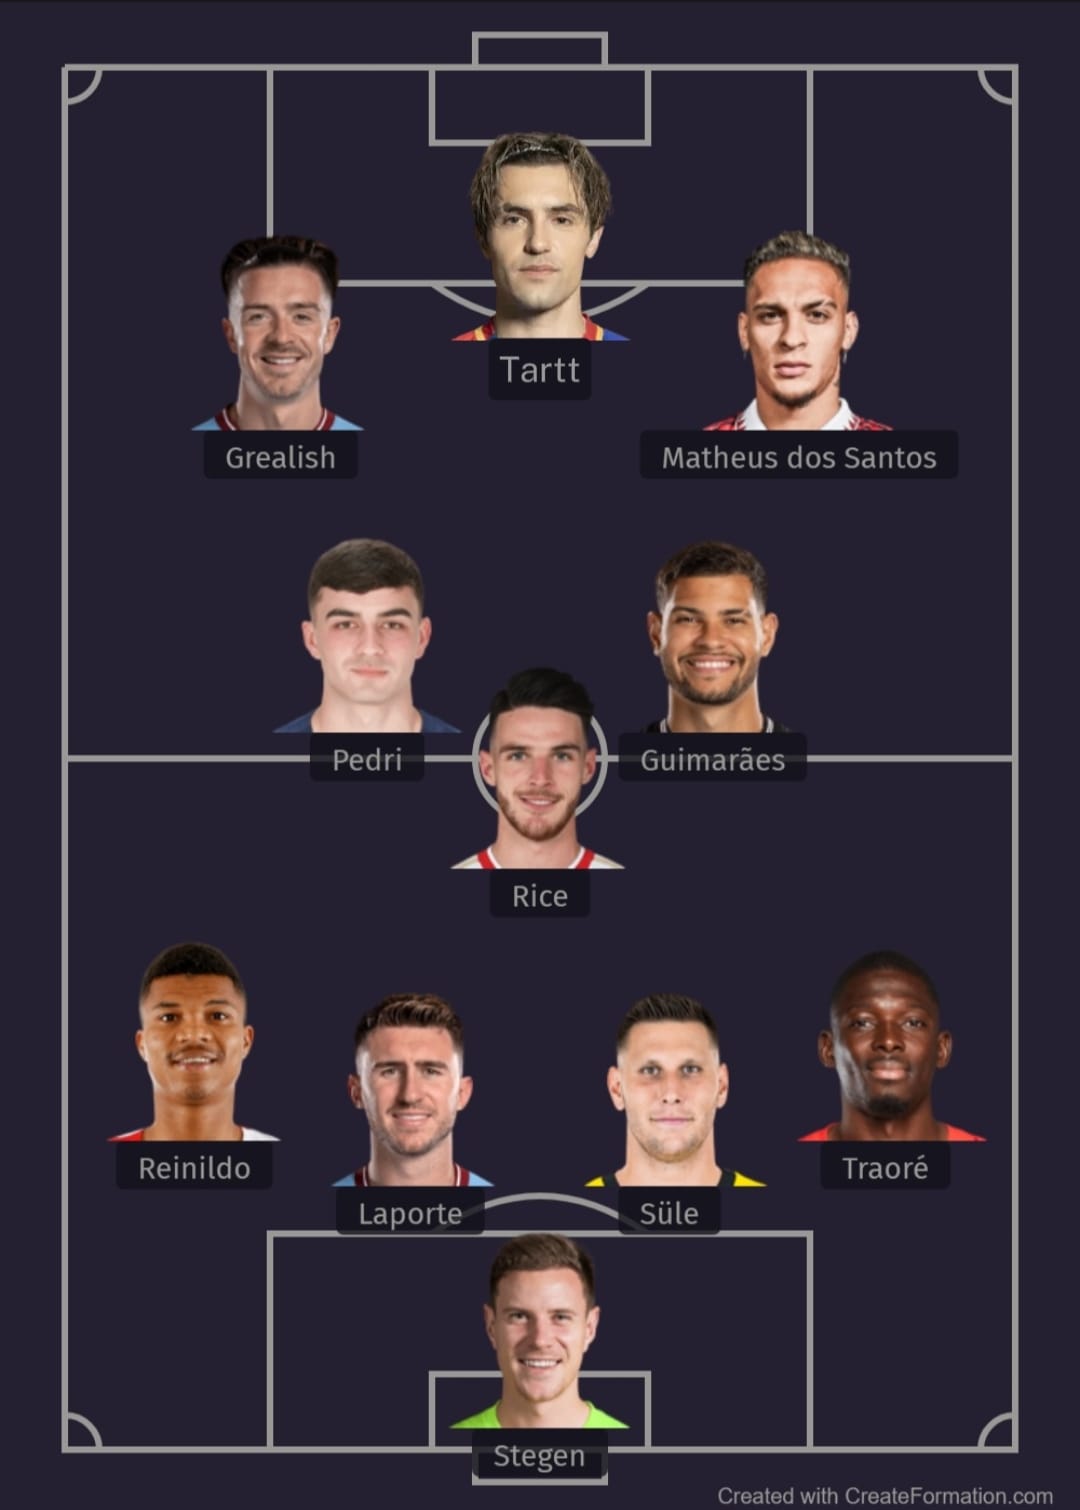 Tartt
Grealish
Matheus dos Santos
Pedri
Guimarães
Rice
Reinildo
Traoré
Laporte
Süle
Stegen
Created with CreateFormation.com